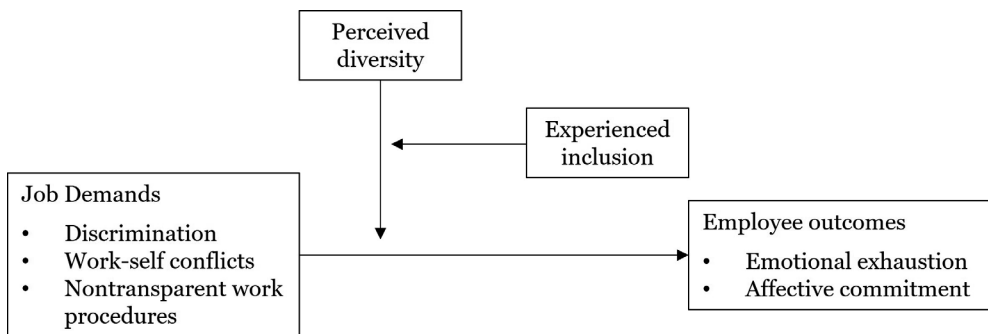 Perceived
diversity
Experienced
inclusion
Job Demands
• Discrimination
• Work-self conflicts
• Nontransparent work
procedures
Employee outcomes
• Emotional exhaustion
• Affective commitment